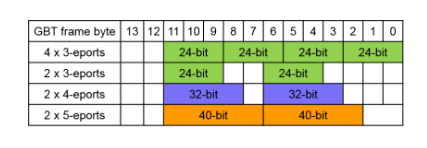 GBT frame byte 13 12 11 10 9 8 7 6 5 4 3 2 1 0
4 x 3-eports 24-bit 24-bit 24-bit 24-bit
2 x 3-eports 24-bit 24-bit
2 x 4-eports 32-bit 32-bit
2 x 5-eports 40-bit 40-bit